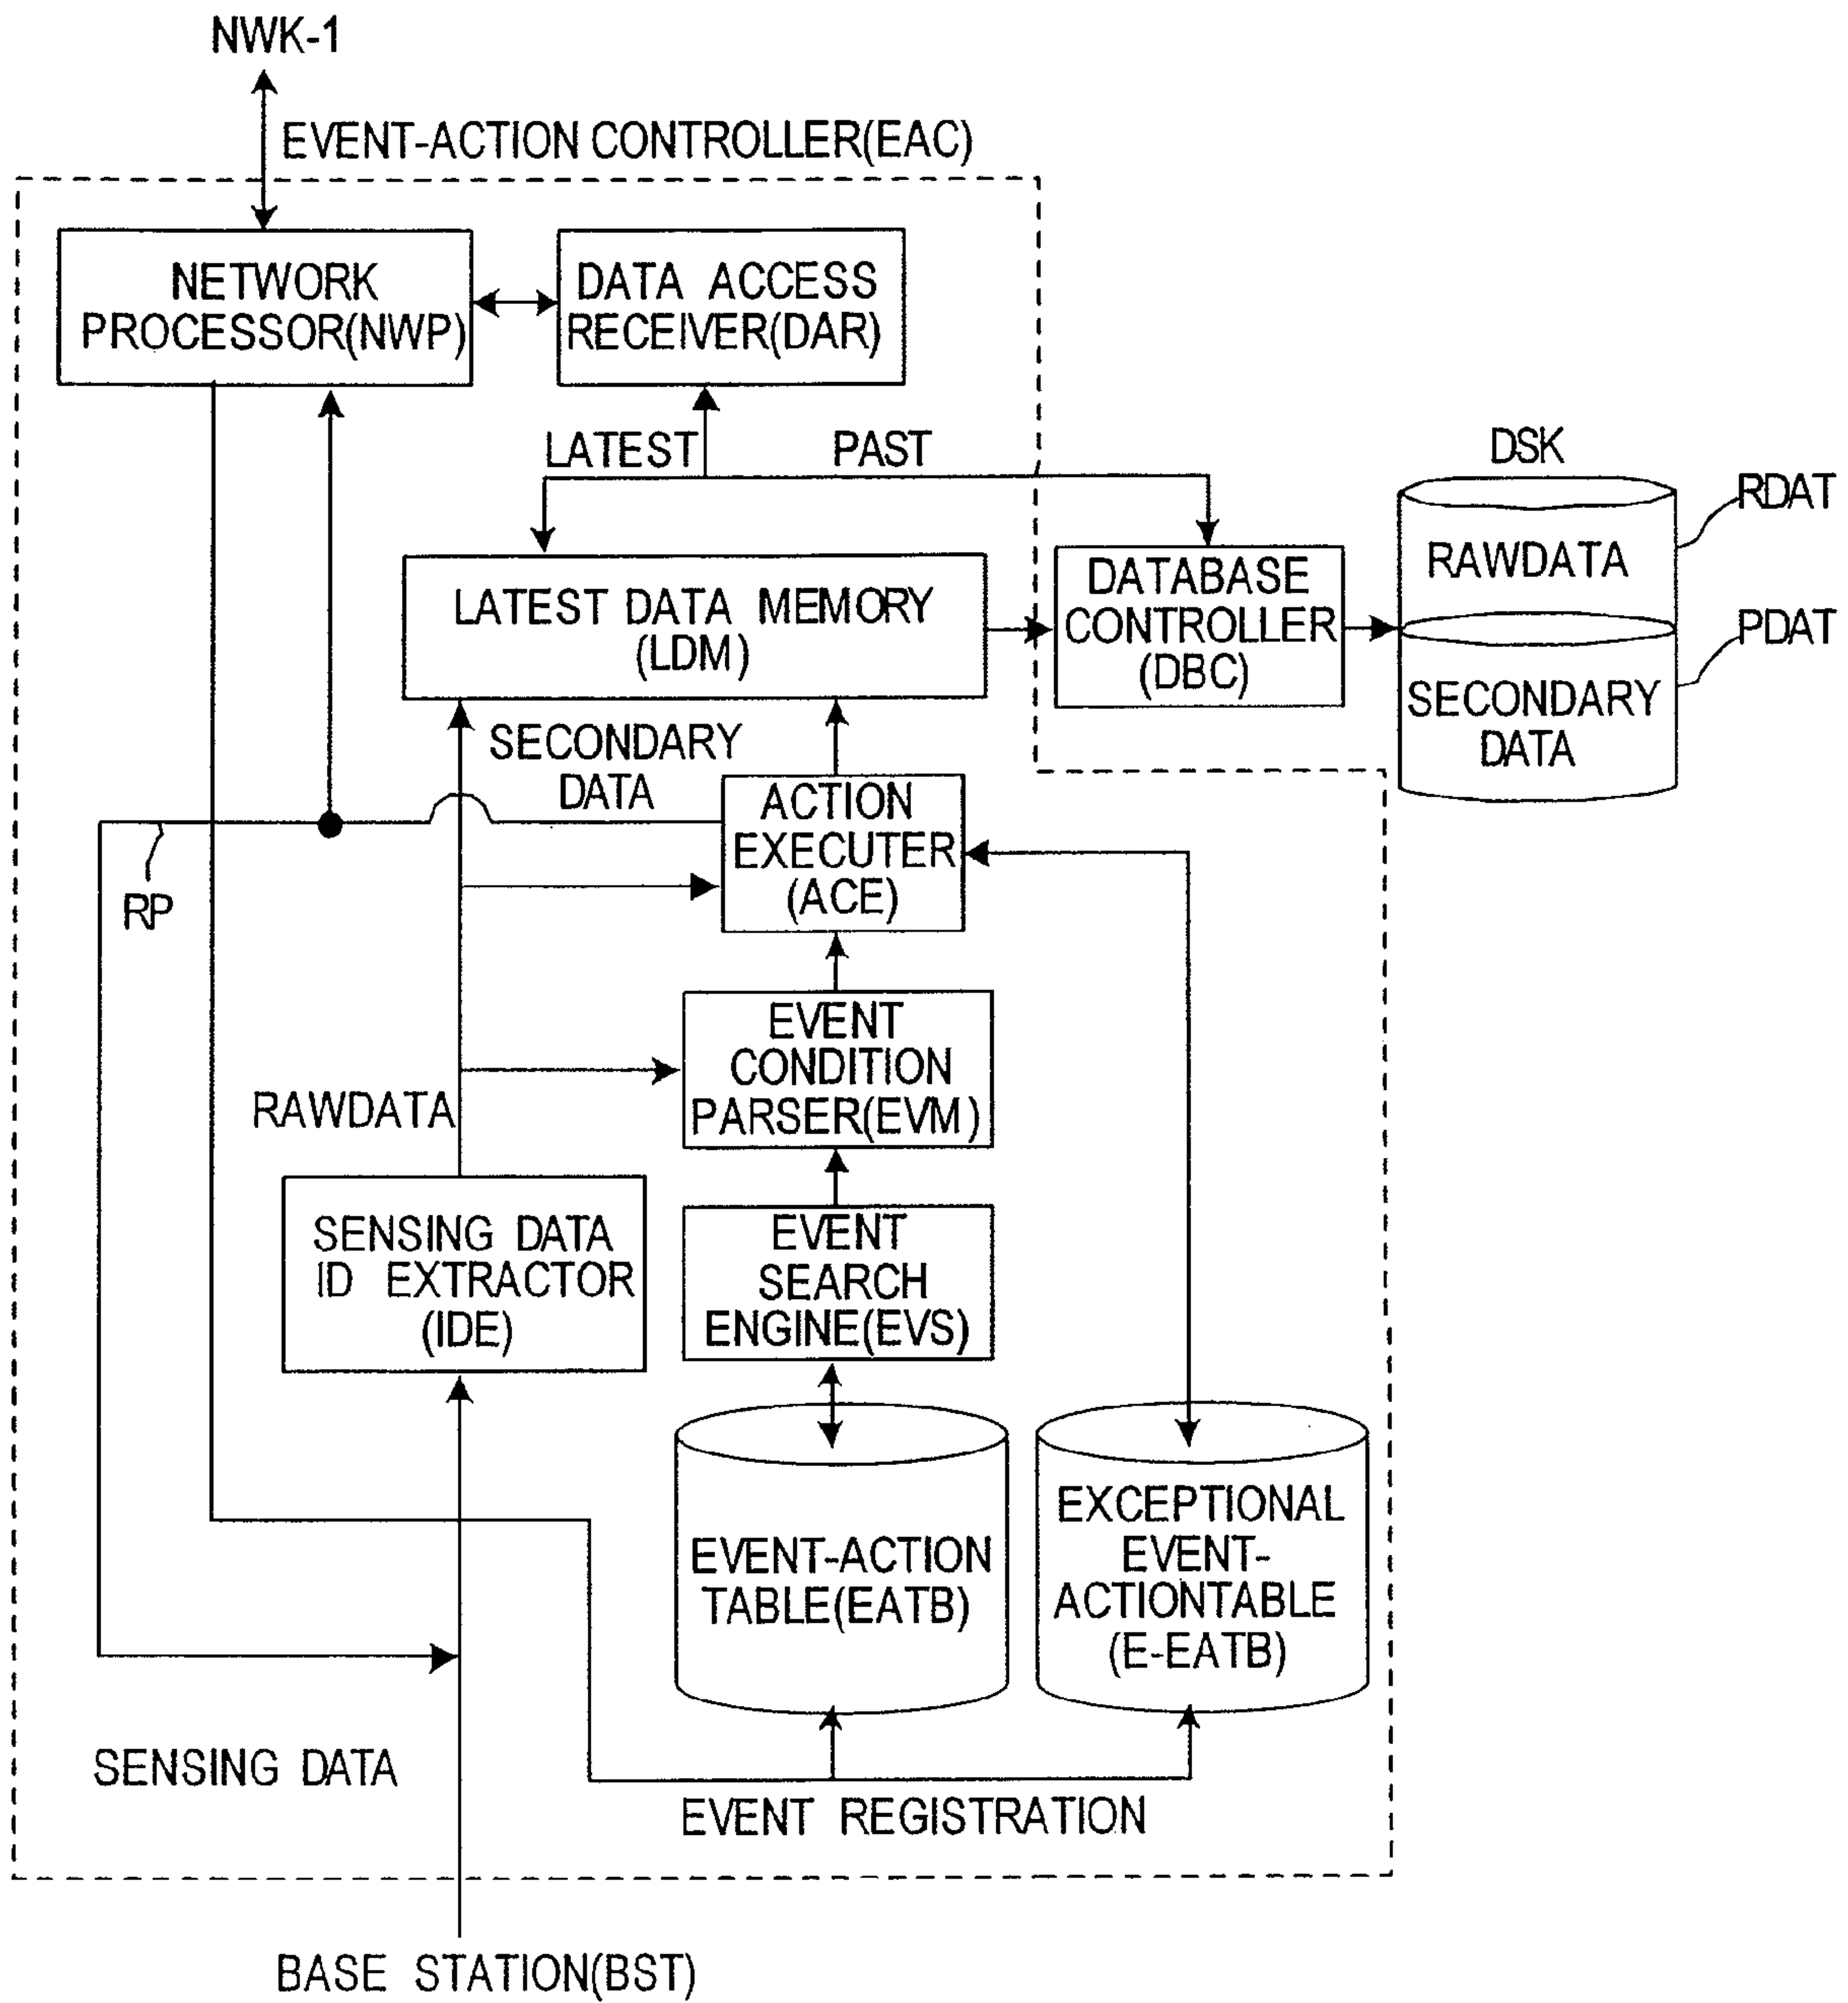 NWK-1
EVENT-ACTION CONTROLLER(EAC)
NETWORK
PROCESSOR(NWP)
DATA ACCESS
RECEIVER(DAR)
LATEST
PAST
DSK
RDAT
RAWDATA
PDAT
SECONDARY
DATA
LATEST DATA MEMORY
(LDM)
DATABASE
CONTROLLER
(DBC)
SECONDARY
DATA
ACTION
EXECUTER
(ACE)
RP
EVENT
CONDITION
PARSER(EVM)
RAWDATA
SENSING DATA
ID EXTRACTOR
(IDE)
EVENT
SEARCH
ENGINE(EVS)
EVENT-ACTION
TABLE(EATB)
EXCEPTIONAL
EVENT-
ACTIONTABLE
(E-EATB)
SENSING DATA
EVENT REGISTRATION
BASE STATION(BST)